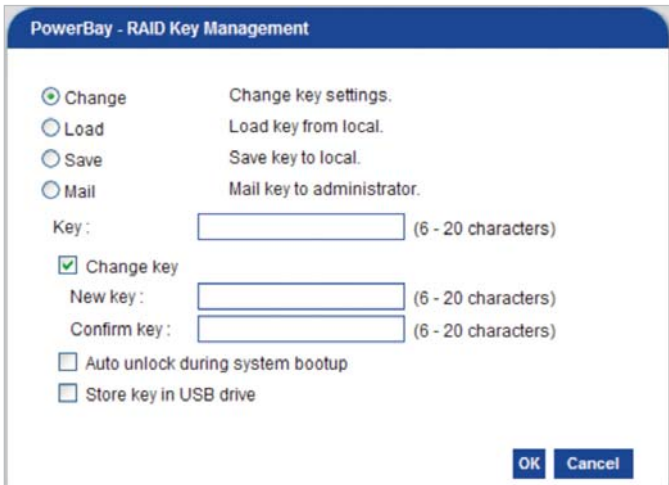 PowerBay - RAID Key Management
Change Change key settings.
Load Load key from local.
Save Save key to local.
Mail Mail key to administrator.
Key : (6 - 20 characters)
Change key
New key : (6 - 20 characters)
Confirm key : (6 - 20 characters)
Auto unlock during system bootup
Store key in USB drive
OK Cancel